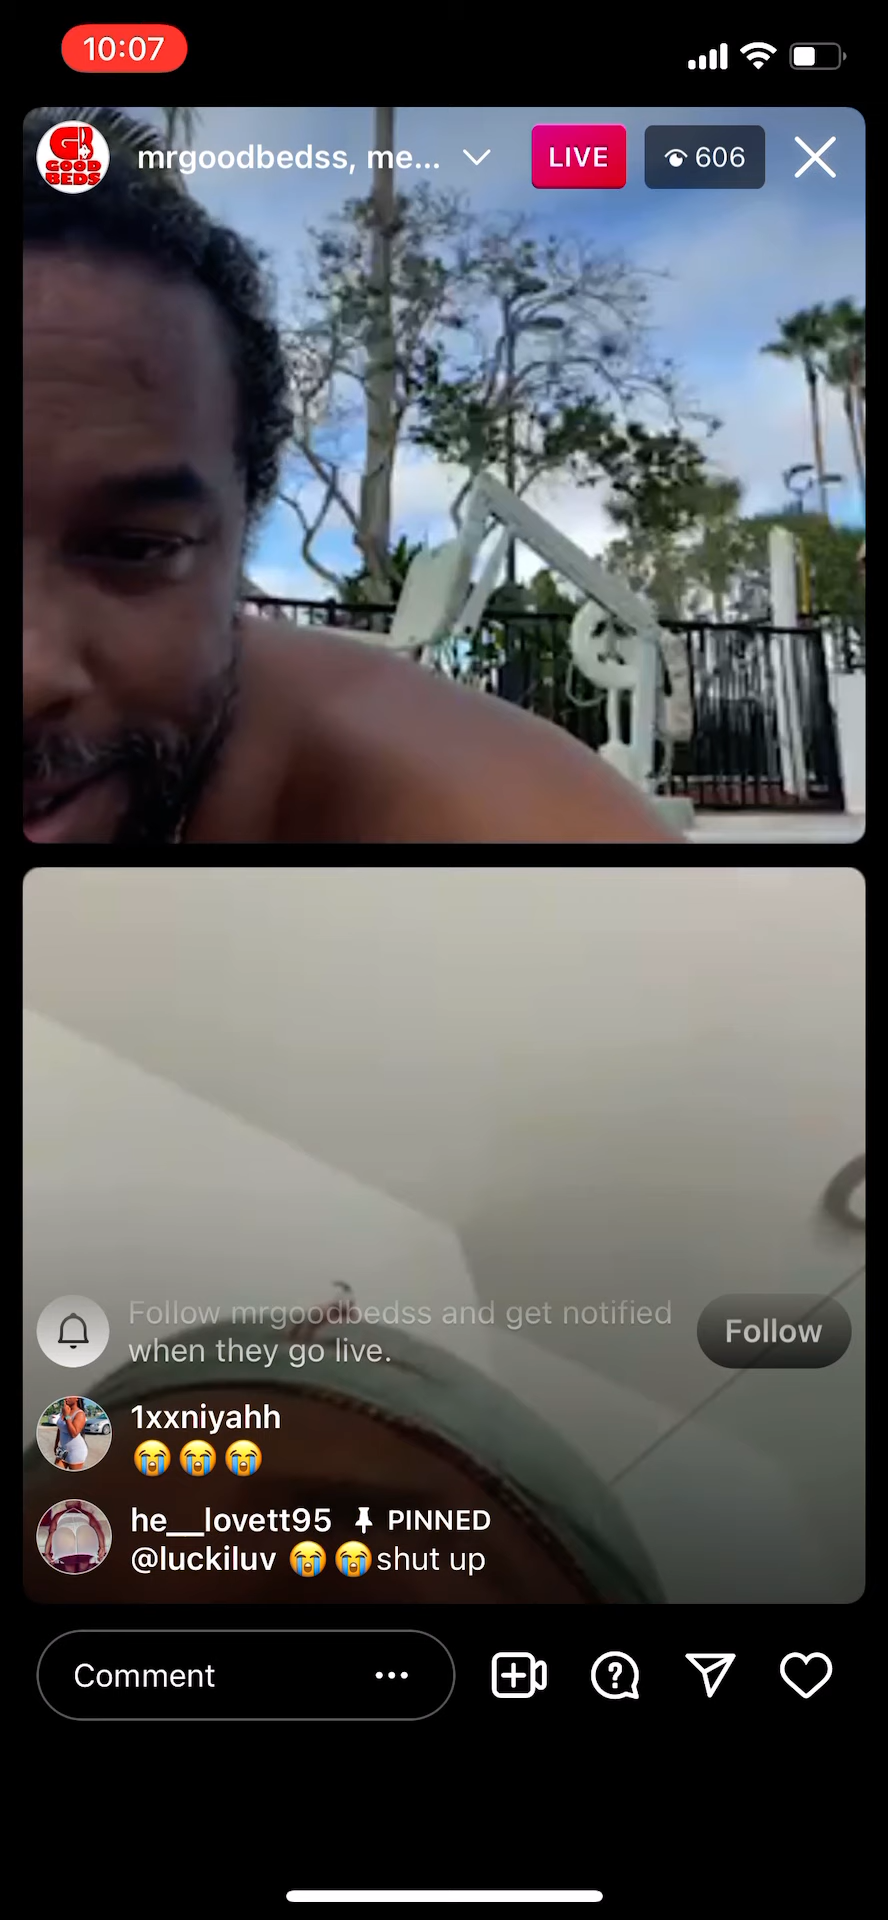 10:07
GOOD
BEDS
mrgoodbedss, me...
LIVE
606
Follow mrgoodbedss and get notified
when they go live.
Follow
1xxniyahh
😭😭😭
he__lovett95 PINNED
@luckiluv 😭😭shut up
Comment